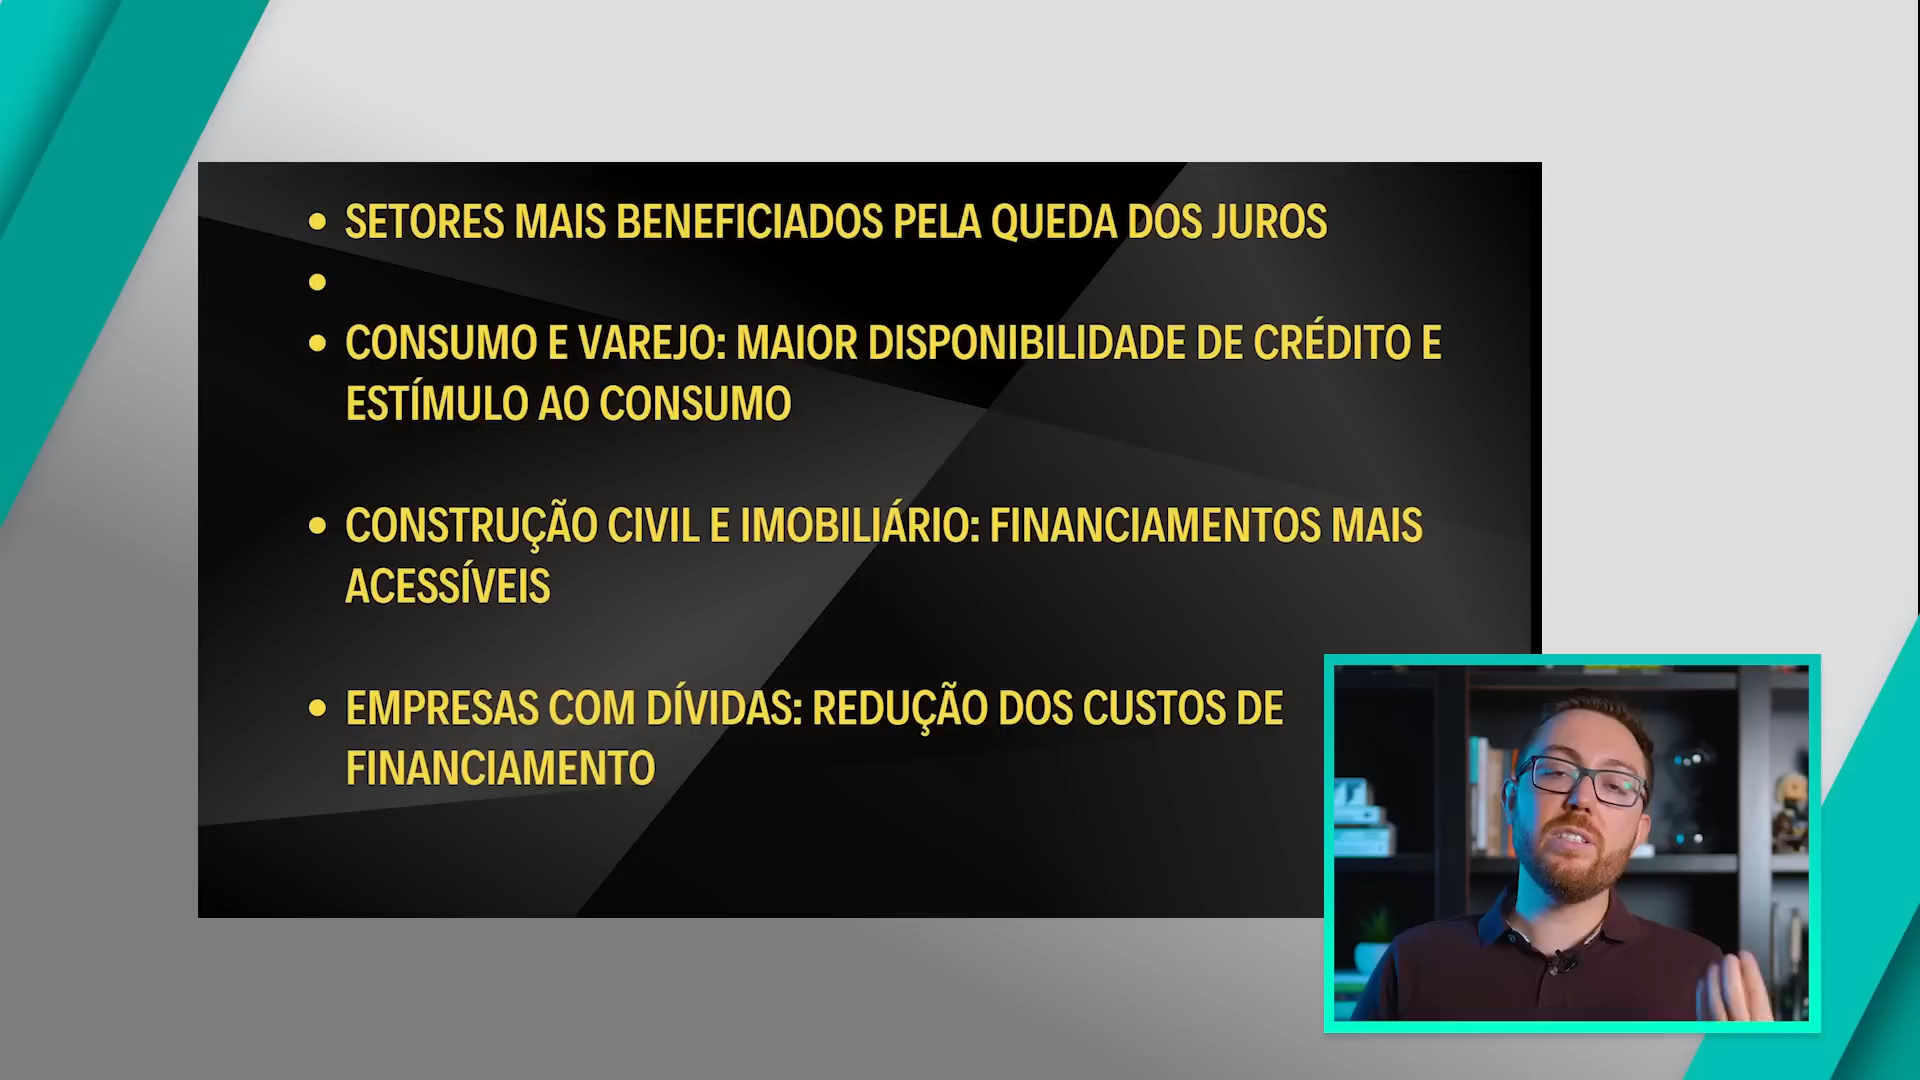 • SETORES MAIS BENEFICIADOS PELA QUEDA DOS JUROS
•
• CONSUMO E VAREJO: MAIOR DISPONIBILIDADE DE CRÉDITO E
ESTÍMULO AO CONSUMO
• CONSTRUÇÃO CIVIL E IMOBILIÁRIO: FINANCIAMENTOS MAIS
ACESSÍVEIS
• EMPRESAS COM DÍVIDAS: REDUÇÃO DOS CUSTOS DE
FINANCIAMENTO